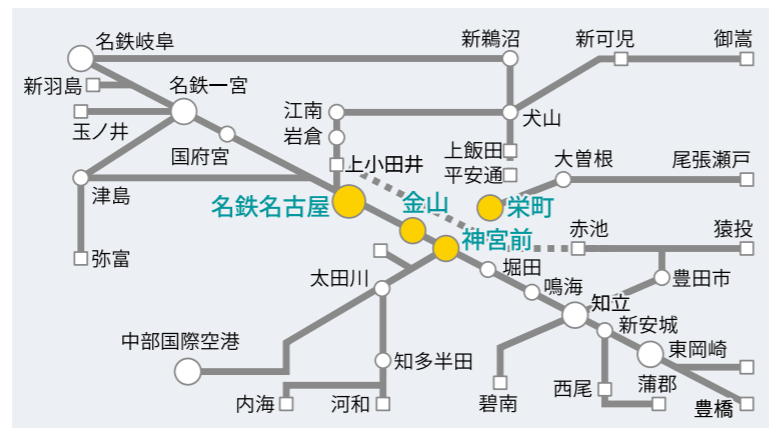 名鉄岐阜
新鵜沼
新可児
御嵩
新羽島
名鉄一宮
江南
犬山
玉ノ井
岩倉
国府宮
上小田井
上飯田
平安通
大曽根
尾張瀬戸
津島
名鉄名古屋
金山
栄町
神宮前
赤池
猿投
弥富
太田川
堀田
鳴海
豊田市
知立
新安城
中部国際空港
知多半田
東岡崎
内海
河和
碧南
西尾
蒲郡
豊橋